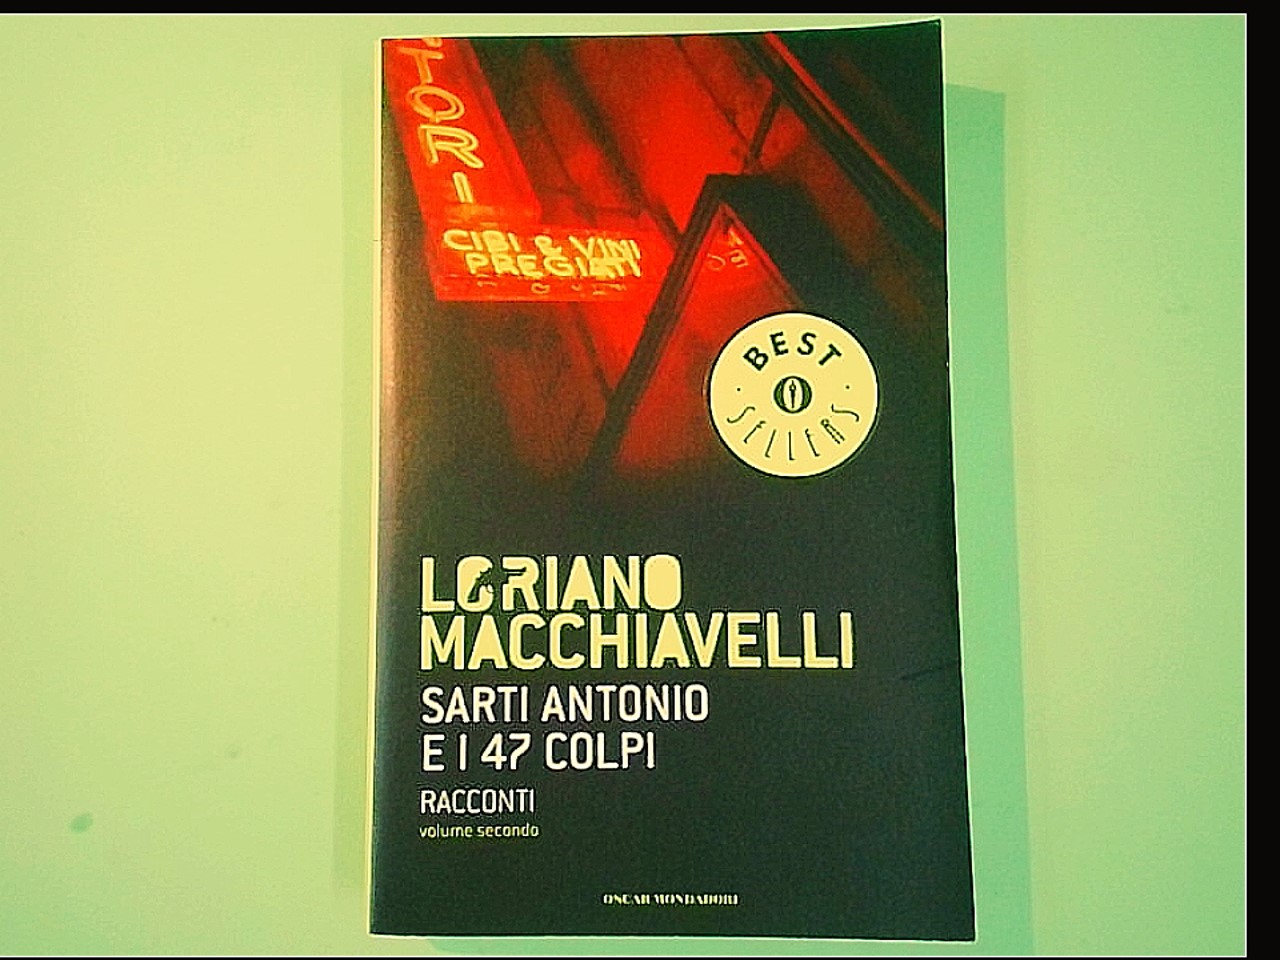 TORI
CIBI & VINI
PREGIATI
BEST
SELLERS
LORIANO
MACCHIAVELLI
SARTI ANTONIO
E I 47 COLPI
RACCONTI
volume secondo
OSCAR MONDADORI